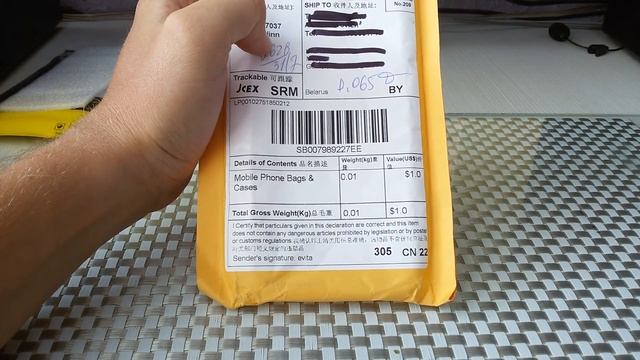 SHIP TO 收件人及地址:
No.209
7037
Trackable 可跟踪
JCEX SRM
Belarus 0.065 BY
LP00102751850212
SB007989227EE
Details of Contents 品名描述 Weight(kg)重量 Value(US$)
Mobile Phone Bags & Cases 0.01 $1.0
Total Gross Weight(Kg)总毛重 0.01 $1.0
I Certify that particulars given in this declaration are correct and this item
does not contain any dangerous articles prohibited by legislation or by
or customs regulations.
Sender's signature: evita
305 CN 22